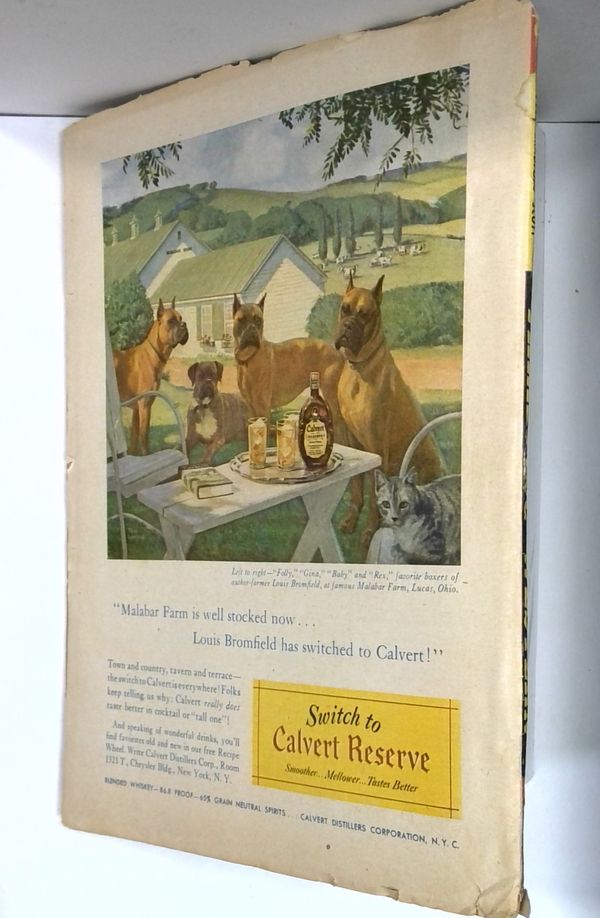 Calvert
Left to right—"Folly," "Gina," "Baby" and "Rex," favorite boxers of
author-farmer Louis Bromfield, at famous Malabar Farm, Lucas, Ohio.
"Malabar Farm is well stocked now . . .
Louis Bromfield has switched to Calvert!"
Town and country, tavern and terrace—
the switch to Calvert is everywhere! Folks
keep telling us why: Calvert really does
taste better in cocktail or "tall one"!
And speaking of wonderful drinks, you'll
find favorites old and new in our free Recipe
Wheel. Write Calvert Distillers Corp., Room
1321 T, Chrysler Bldg., New York, N. Y.
Switch to
Calvert Reserve
Smoother... Mellower... Tastes Better
BLENDED WHISKEY—86.8 PROOF—65% GRAIN NEUTRAL SPIRITS . . . CALVERT DISTILLERS CORPORATION, N. Y. C.